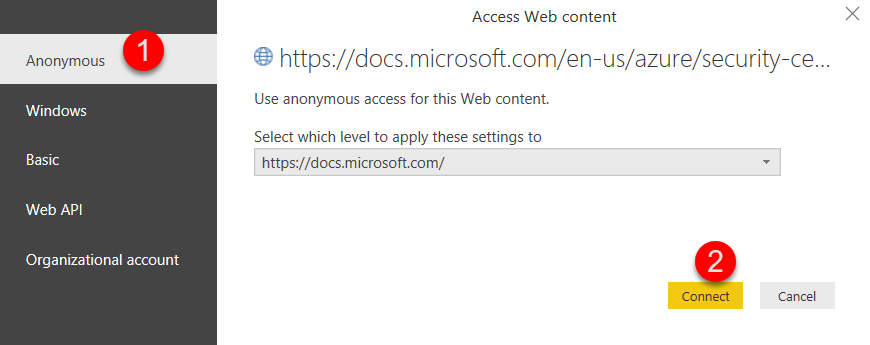 Access Web content
Anonymous
1
https://docs.microsoft.com/en-us/azure/security-ce...
Windows
Use anonymous access for this Web content.
Select which level to apply these settings to
Basic
https://docs.microsoft.com/
Web API
Organizational account
2
Connect
Cancel